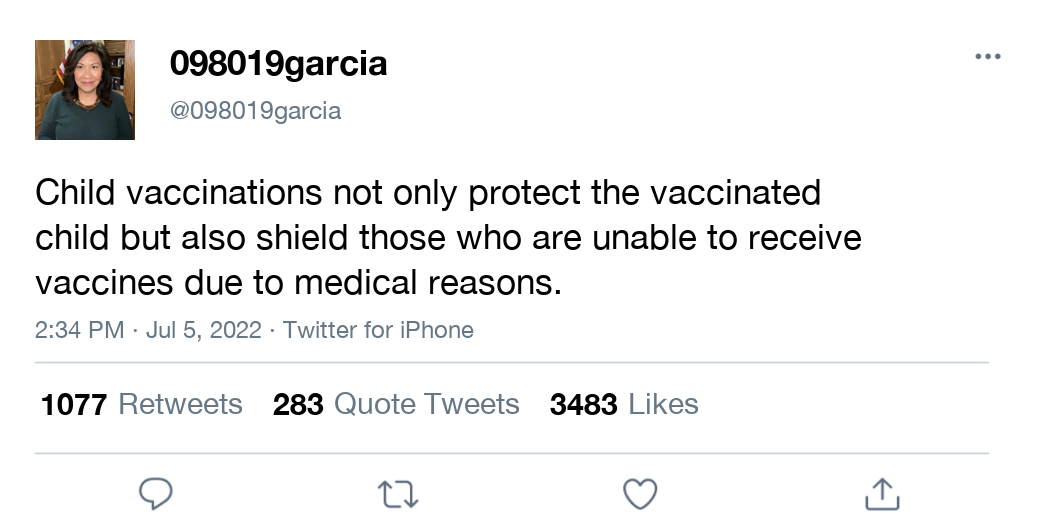 098019garcia
@098019garcia
Child vaccinations not only protect the vaccinated
child but also shield those who are unable to receive
vaccines due to medical reasons.
2:34 PM · Jul 5, 2022 · Twitter for iPhone
1077 Retweets 283 Quote Tweets 3483 Likes